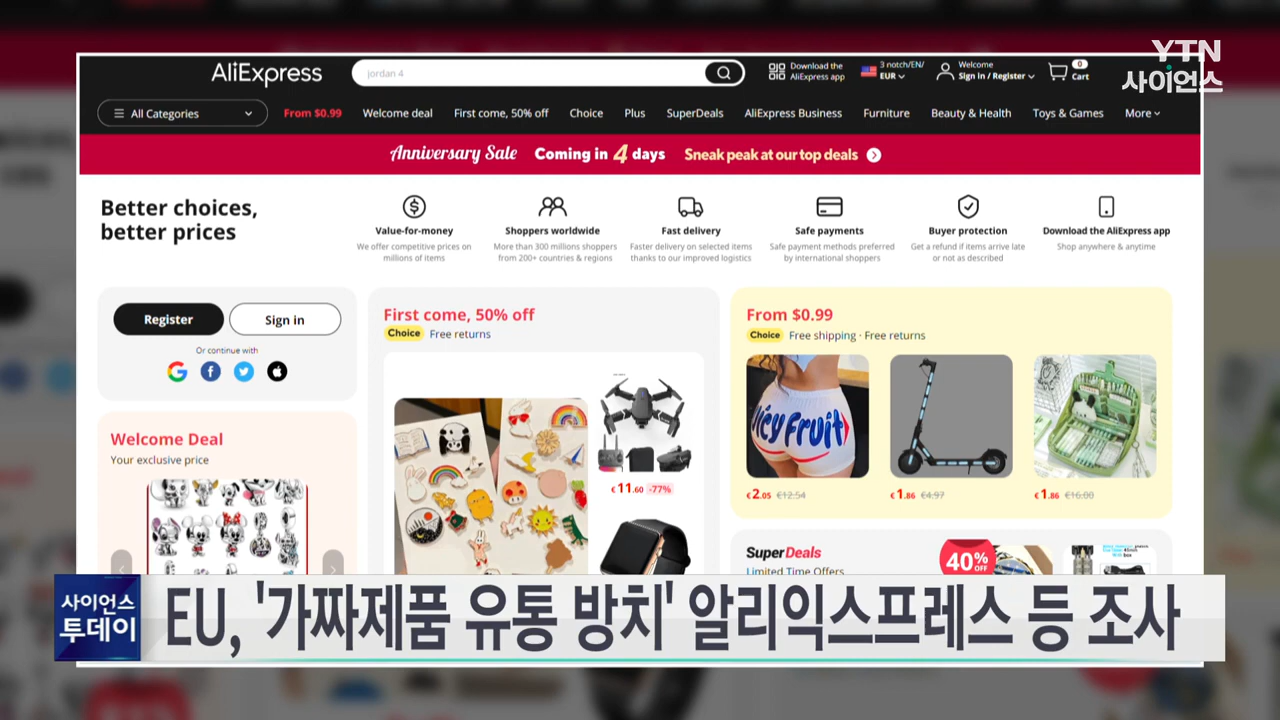 YTN
사이언스
AliExpress
jordan 4
Download the
AliExpress app
3 notch/EN/
EUR
Welcome
Sign in / Register
0
Cart
All Categories
From $0.99
Welcome deal
First come, 50% off
Choice
Plus
SuperDeals
AliExpress Business
Furniture
Beauty & Health
Toys & Games
More
Anniversary Sale Coming in 4 days Sneak peak at our top deals
Better choices,
better prices
Value-for-money
We offer competitive prices on
millions of items
Shoppers worldwide
More than 300 millions shoppers
from 200+ countries & regions
Fast delivery
Faster delivery on selected items
thanks to our improved logistics
Safe payments
Safe payment methods preferred
by international shoppers
Buyer protection
Get a refund if items arrive late
or not as described
Download the AliExpress app
Shop anywhere & anytime
Register
Sign in
Or continue with
Welcome Deal
Your exclusive price
First come, 50% off
Choice Free returns
€11.60 -77%
From $0.99
Choice Free shipping · Free returns
uicy Fruit
€2.05 €12.54
€1.86 €4.97
€1.86 €16.00
SuperDeals
Limited Time Offers
40%
OFF
사이언스
투데이
EU, '가짜제품 유통 방치' 알리익스프레스 등 조사